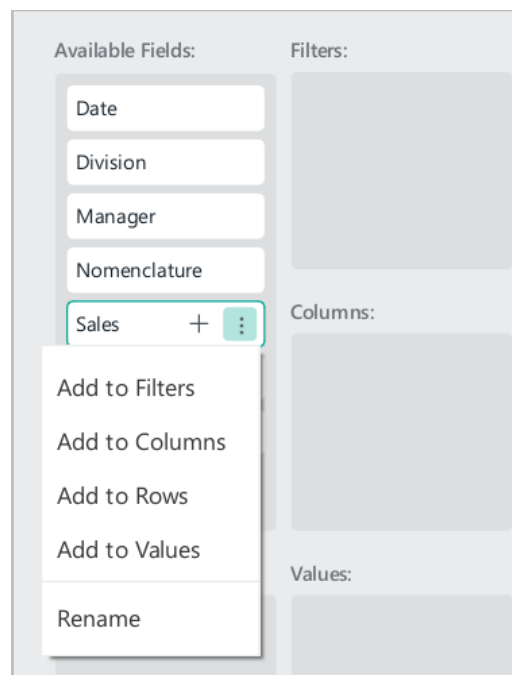 Available Fields:
Date
Division
Manager
Nomenclature
Sales
Add to Filters
Add to Columns
Add to Rows
Add to Values
Rename
Filters:
Columns:
Values: